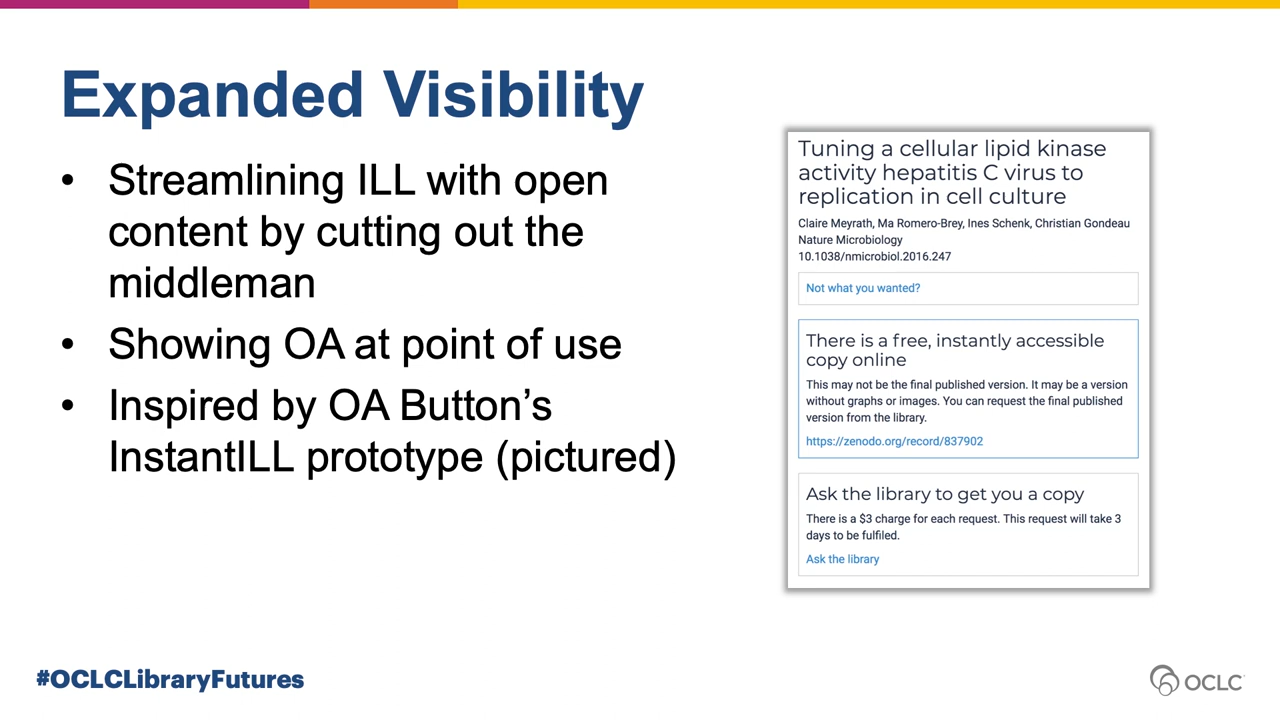 Expanded Visibility
• Streamlining ILL with open
content by cutting out the
middleman
• Showing OA at point of use
• Inspired by OA Button’s
InstantILL prototype (pictured)
Tuning a cellular lipid kinase
activity hepatitis C virus to
replication in cell culture
Claire Meyrath, Ma Romero-Brey, Ines Schenk, Christian Gondeau
Nature Microbiology
10.1038/nmicrobiol.2016.247
Not what you wanted?
There is a free, instantly accessible
copy online
This may not be the final published version. It may be a version
without graphs or images. You can request the final published
version from the library.
https://zenodo.org/record/837902
Ask the library to get you a copy
There is a $3 charge for each request. This request will take 3
days to be fulfiled.
Ask the library
#OCLCLibraryFutures
OCLC